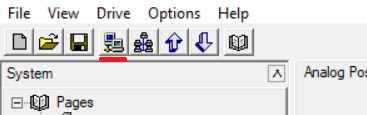 File View Drive Options Help
System
Analog Pos
Pages